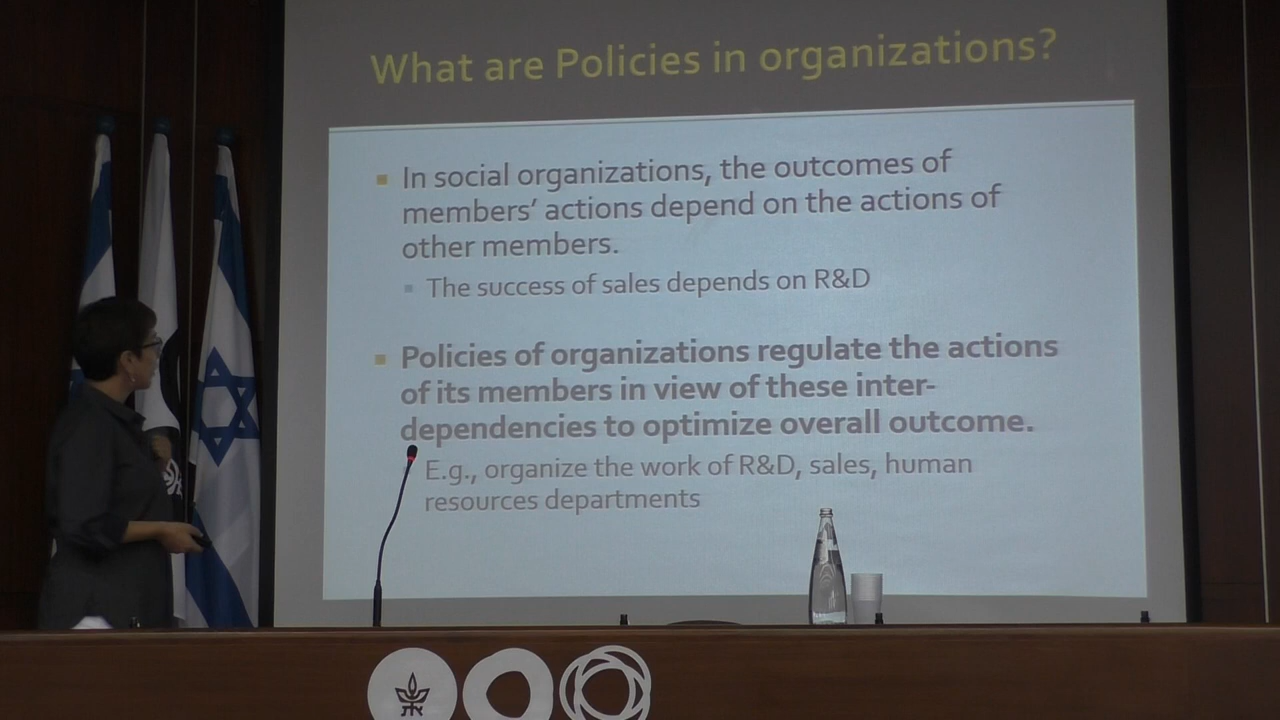 What are Policies in organizations?
In social organizations, the outcomes of
members' actions depend on the actions of
other members.
The success of sales depends on R&D
Policies of organizations regulate the actions
of its members in view of these inter-
dependencies to optimize overall outcome.
E.g., organize the work of R&D, sales, human
resources departments